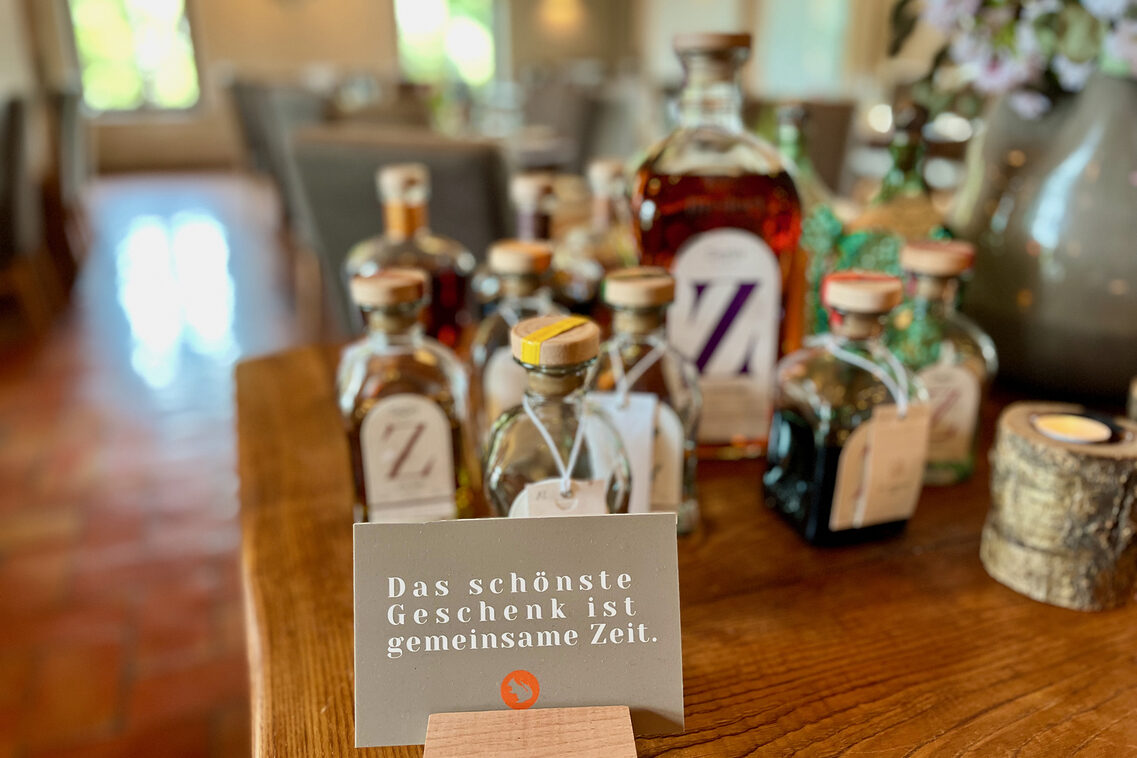 Z
Z
Das schönste
Geschenk ist
gemeinsame Zeit.